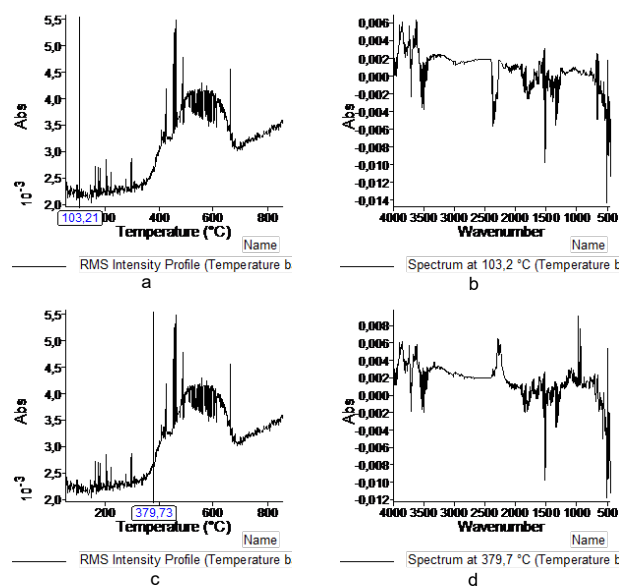 5,5
5,0
4,5
4,0
3,5
3,0
2,5
2,0
Abs
10^-3
200 400 600 800
103,21
Temperature (°C)
Name
RMS Intensity Profile (Temperature b
a
0,006
0,004
0,002
0,000
-0,002
-0,004
-0,006
-0,008
-0,010
-0,012
-0,014
Abs
4000 3500 3000 2500 2000 1500 1000 500
Wavenumber
Name
Spectrum at 103,2 °C (Temperature ba
b
5,5
5,0
4,5
4,0
3,5
3,0
2,5
2,0
Abs
10^-3
200 400 600 800
379,73
Temperature (°C)
Name
RMS Intensity Profile (Temperature b
c
0,008
0,006
0,004
0,002
0,000
0,002
0,004
0,006
0,008
-0,010
-0,012
Abs
4000 3500 3000 2500 2000 1500 1000 500
Wavenumber
Name
Spectrum at 379,7 °C (Temperature ba
d